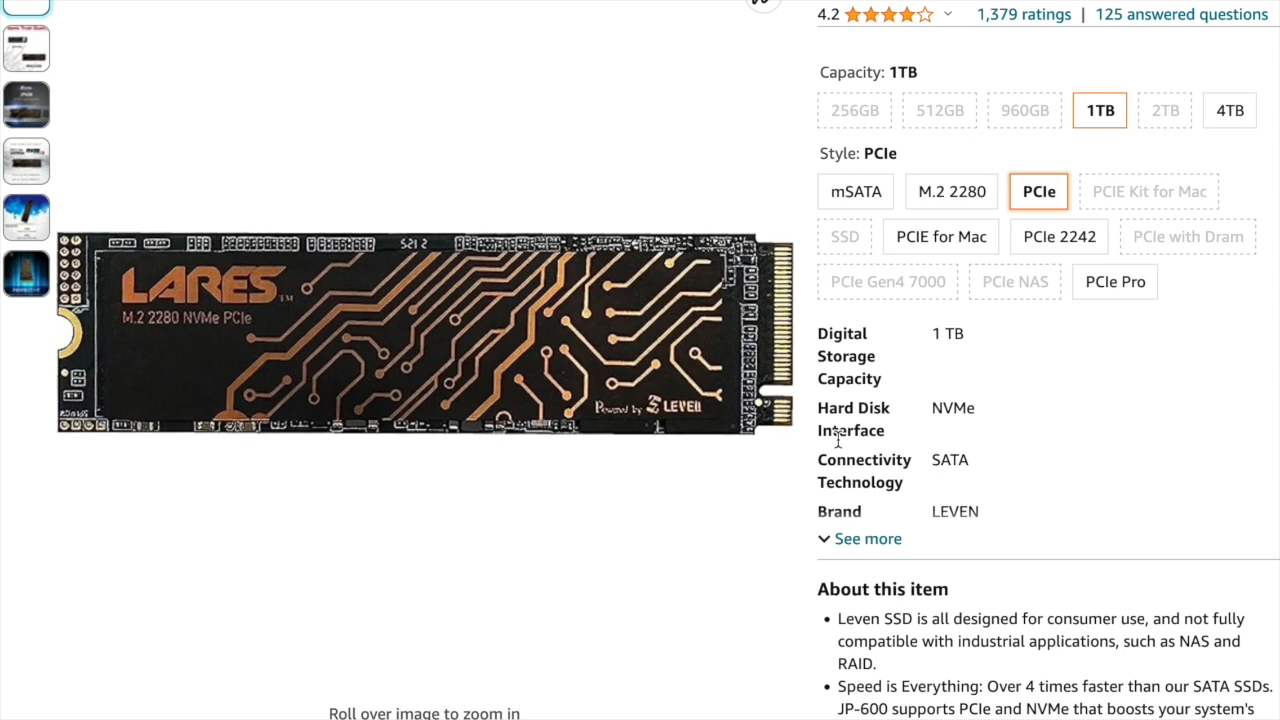 4.2
1,379 ratings | 125 answered questions
Capacity: 1TB
256GB
512GB
960GB
1TB
2TB
4TB
Style: PCIe
mSATA
M.2 2280
PCIe
PCIE Kit for Mac
SSD
PCIE for Mac
PCIe 2242
PCIe with Dram
PCIe Gen4 7000
PCIe NAS
PCIe Pro
LARES™
M.2 2280 NVMe PCIe
Powered by LEVEN
Digital Storage Capacity 1 TB
Hard Disk Interface NVMe
Connectivity Technology SATA
Brand LEVEN
See more
About this item
• Leven SSD is all designed for consumer use, and not fully
compatible with industrial applications, such as NAS and
RAID.
• Speed is Everything: Over 4 times faster than our SATA SSDs.
JP-600 supports PCIe and NVMe that boosts your system's
Roll over image to zoom in